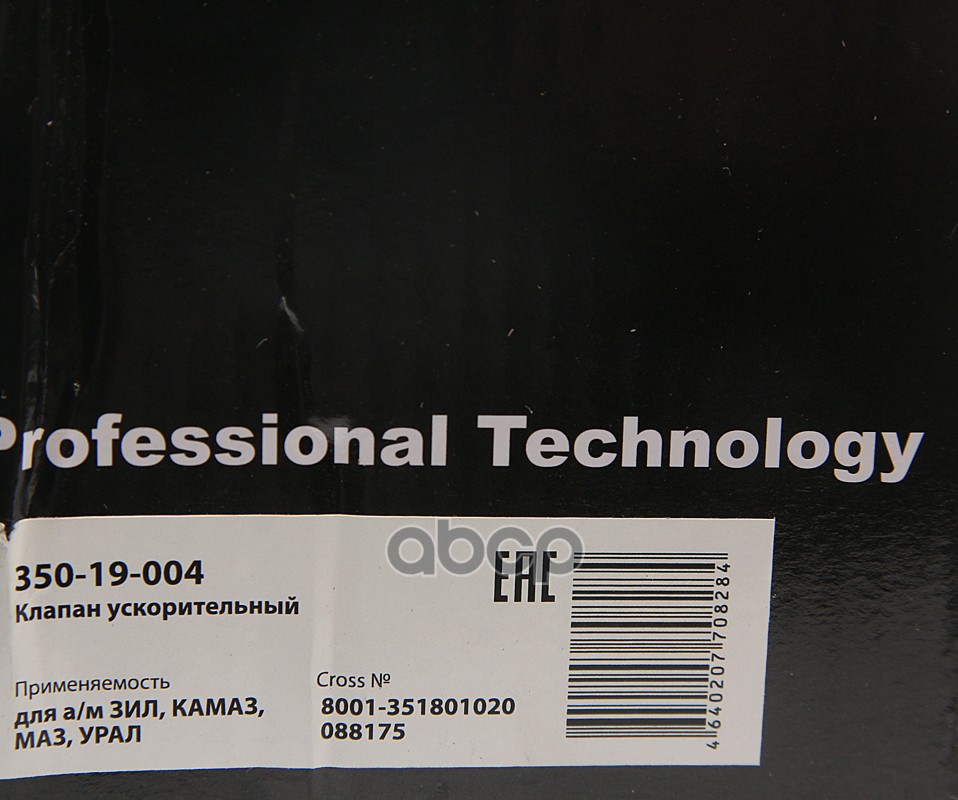 Professional Technology
abcp
350-19-004
EAC
Клапан ускорительный
Применяемость
для а/м ЗИЛ, КАМАЗ,
МАЗ, УРАЛ
Cross №
8001-351801020
088175
4640207708284